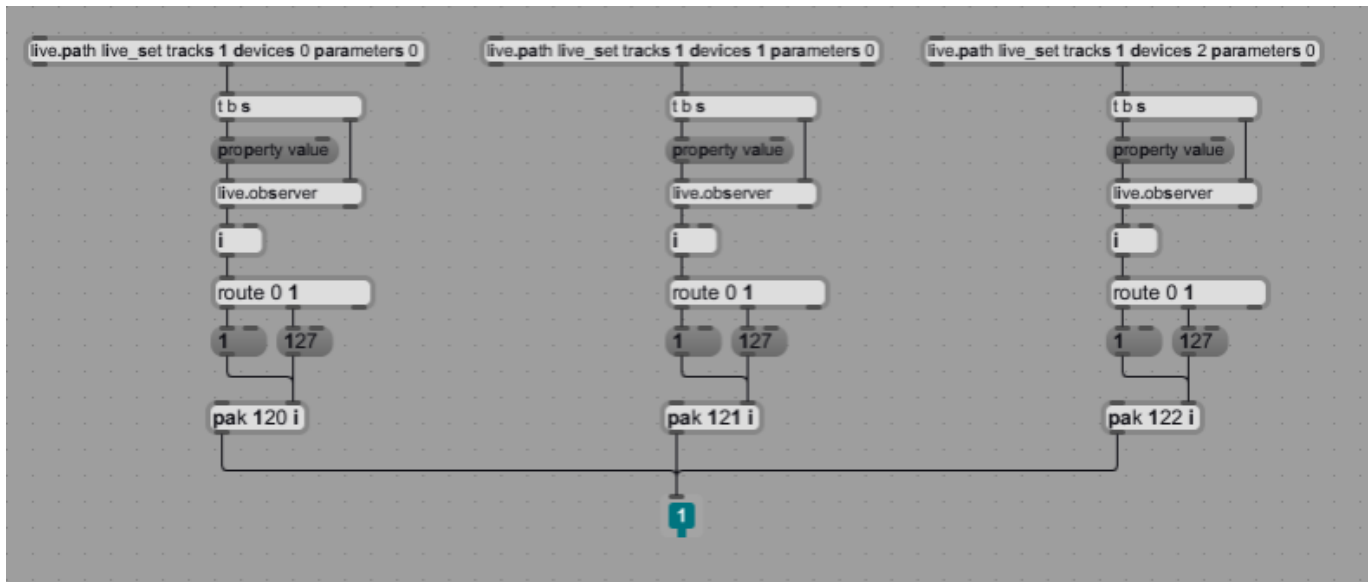 live.path live_set tracks 1 devices 0 parameters 0
live.path live_set tracks 1 devices 1 parameters 0
live.path live_set tracks 1 devices 2 parameters 0
t b s
t b s
t b s
property value
property value
property value
live.observer
live.observer
live.observer
i
i
i
route 0 1
route 0 1
route 0 1
1
127
1
127
1
127
pak 120 i
pak 121 i
pak 122 i
1